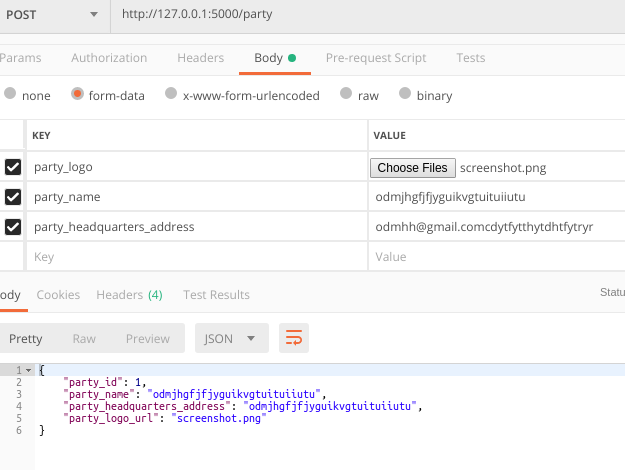 POST http://127.0.0.1:5000/party
Params Authorization Headers Body Pre-request Script Tests
none form-data x-www-form-urlencoded raw binary
KEY VALUE
party_logo Choose Files screenshot.png
party_name odmjhgfjfjyguikvgtuituiiutu
party_headquarters_address odmhh@gmail.comcdytfytthytdhtfytryr
Key Value
ody Cookies Headers (4) Test Results Statu
Pretty Raw Preview JSON
1 {
2 "party_id": 1,
3 "party_name": "odmjhgfjfjyguikvgtuituiiutu",
4 "party_headquarters_address": "odmjhgfjfjyguikvgtuituiiutu",
5 "party_logo_url": "screenshot.png"
6 }